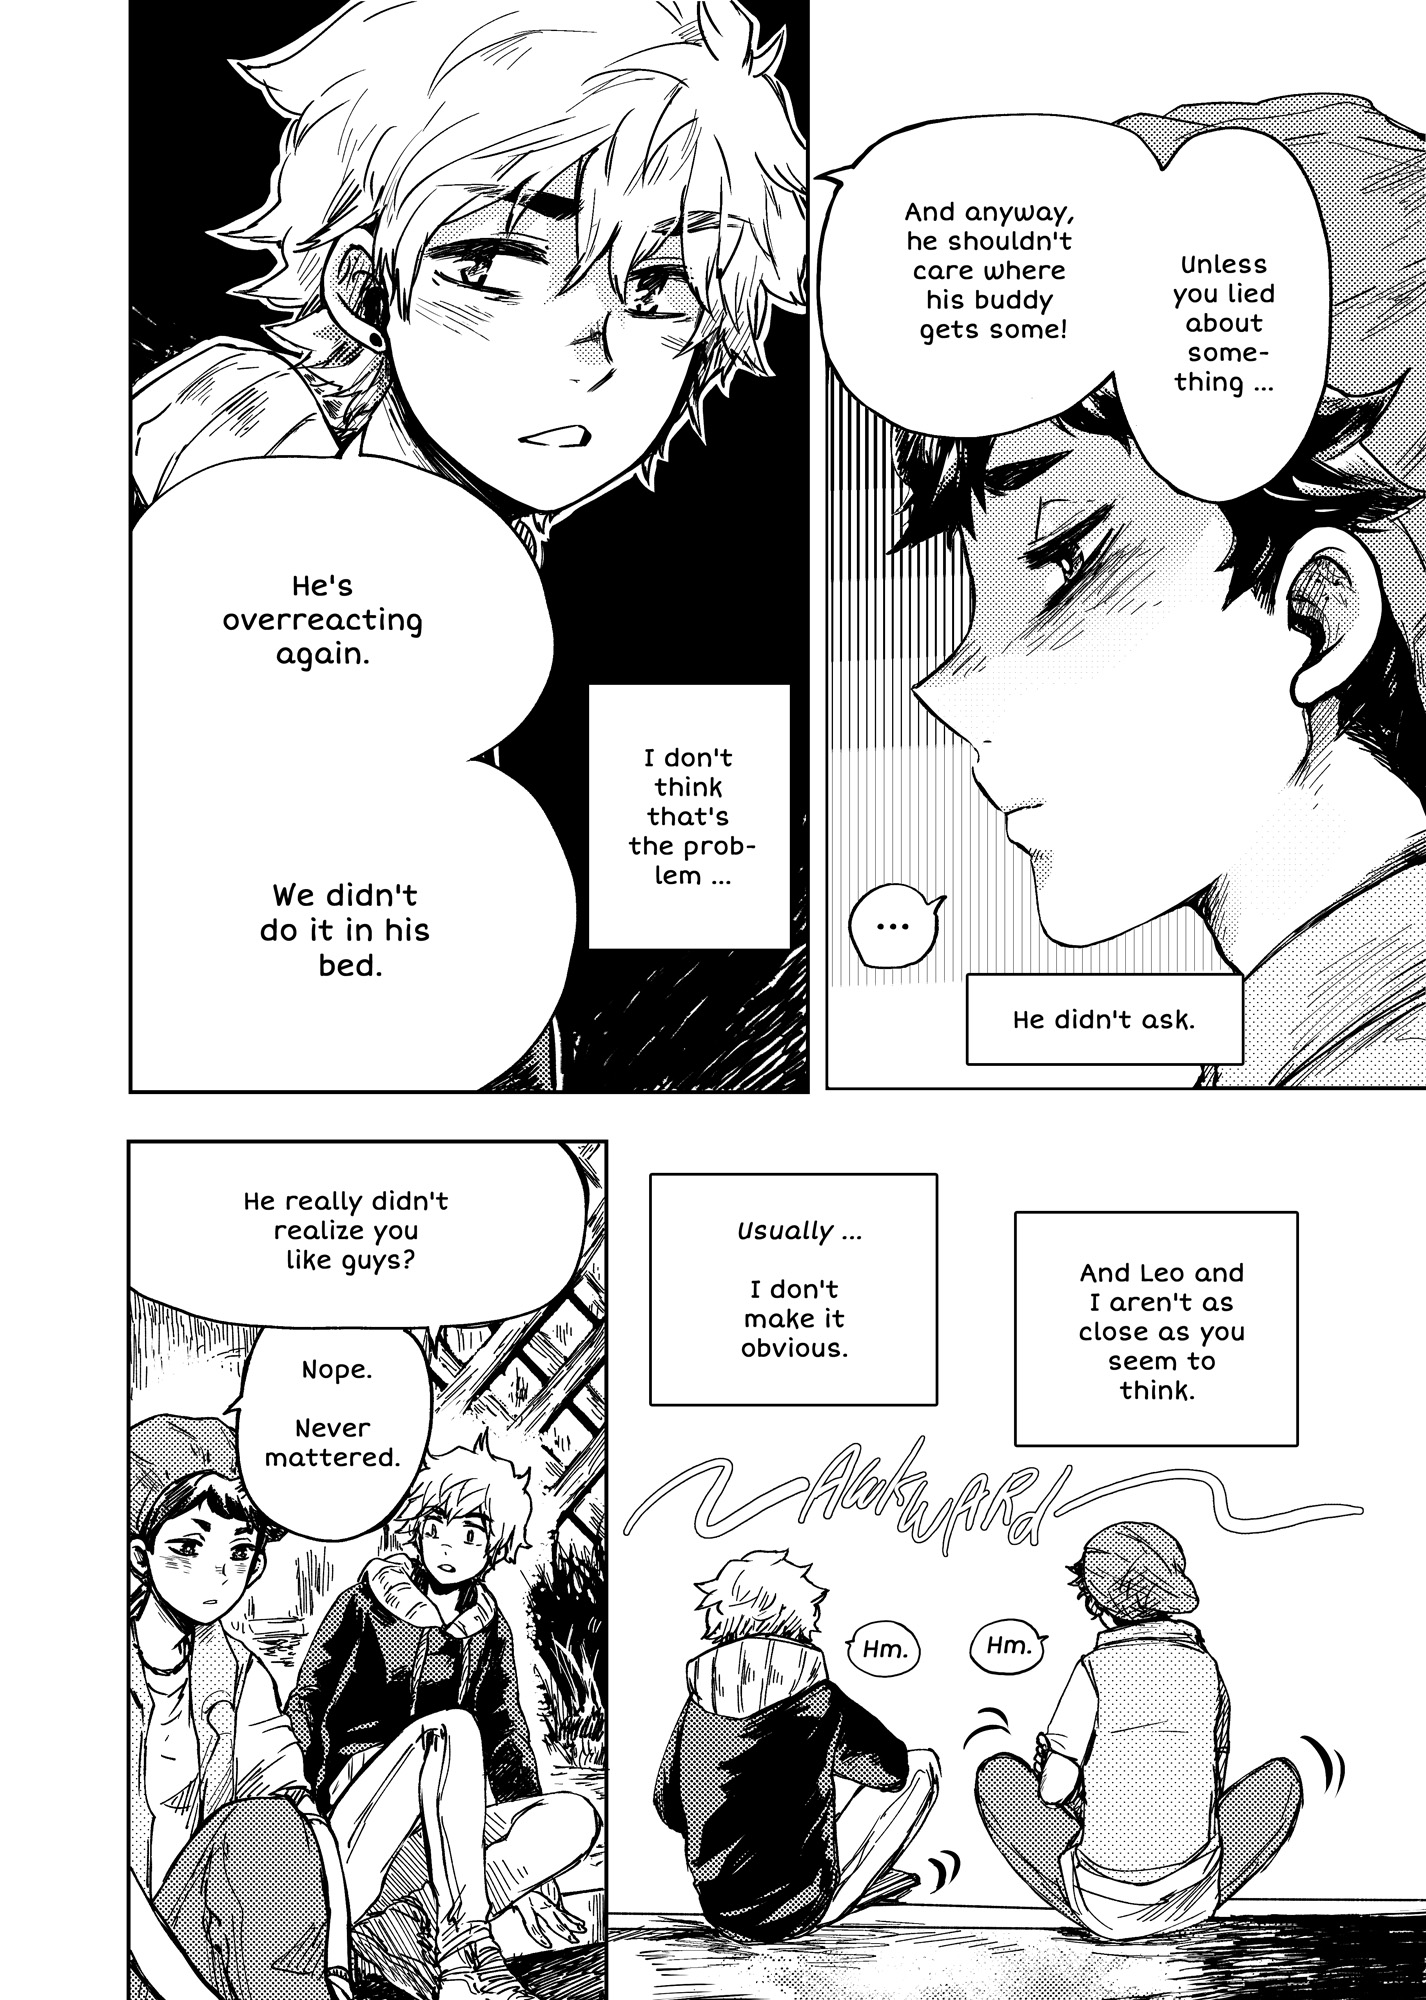 He's
overreacting
again.
We didn't
do it in his
bed.
I don't
think
that's
the prob-
lem ...
And anyway,
he shouldn't
care where
his buddy
gets some!
Unless
you lied
about
some-
thing ...
...
He didn't ask.
He really didn't
realize you
like guys?
Nope.
Never
mattered.
Usually ...
I don't
make it
obvious.
And Leo and
I aren't as
close as you
seem to
think.
AWKWARd
Hm.
Hm.